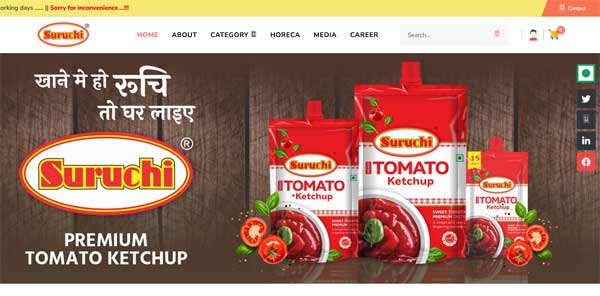 orking days ...... || Sorry for inconvenience....!!!
Contact
Suruchi®
HOME ABOUT CATEGORY HORECA MEDIA CAREER
Search...
0
खाने मे हो रूचि
तो घर लाइए
Suruchi®
PREMIUM
TOMATO KETCHUP
Suruchi
TOMATO
Ketchup
Suruchi
TOMATO
Ketchup
15
Suruchi
TOMATO
Ketchup